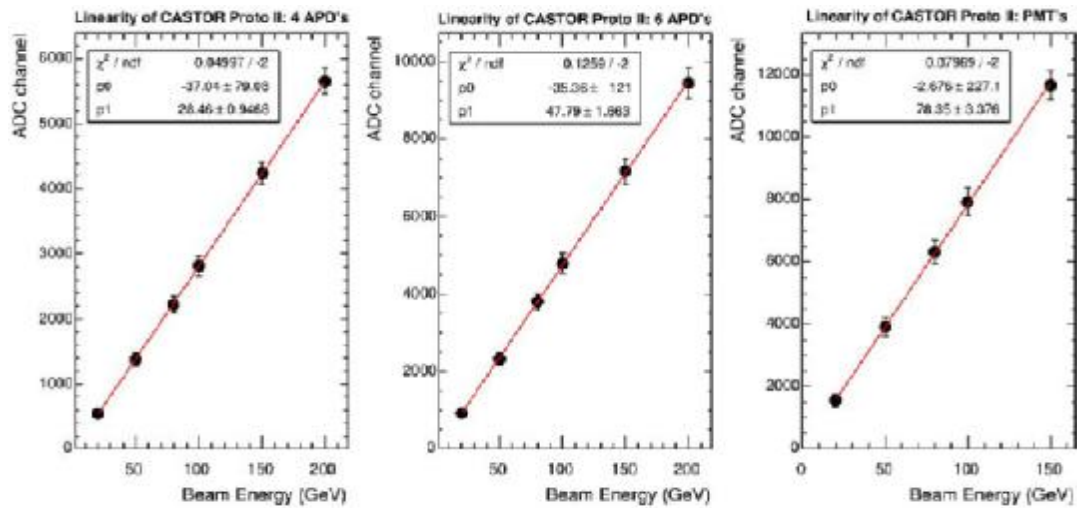 Linearity of CASTOR Proto II: 4 APD's
χ² / ndf 0.04997 / -2
p0 -37.04 ± 79.08
p1 28.46 ± 0.9468
ADC channel
6000
5000
4000
3000
2000
1000
0
50 100 150 200
Beam Energy (GeV)
Linearity of CASTOR Proto II: 6 APD's
χ² / ndf 0.1259 / -2
p0 -35.36 ± 121
p1 47.79 ± 1.663
ADC channel
10000
8000
6000
4000
2000
0
50 100 150 200
Beam Energy (GeV)
Linearity of CASTOR Proto II: PMT's
χ² / ndf 0.07969 / -2
p0 -2.676 ± 227.1
p1 78.35 ± 3.376
ADC channel
12000
10000
8000
6000
4000
2000
0
0 50 100 150
Beam Energy (GeV)